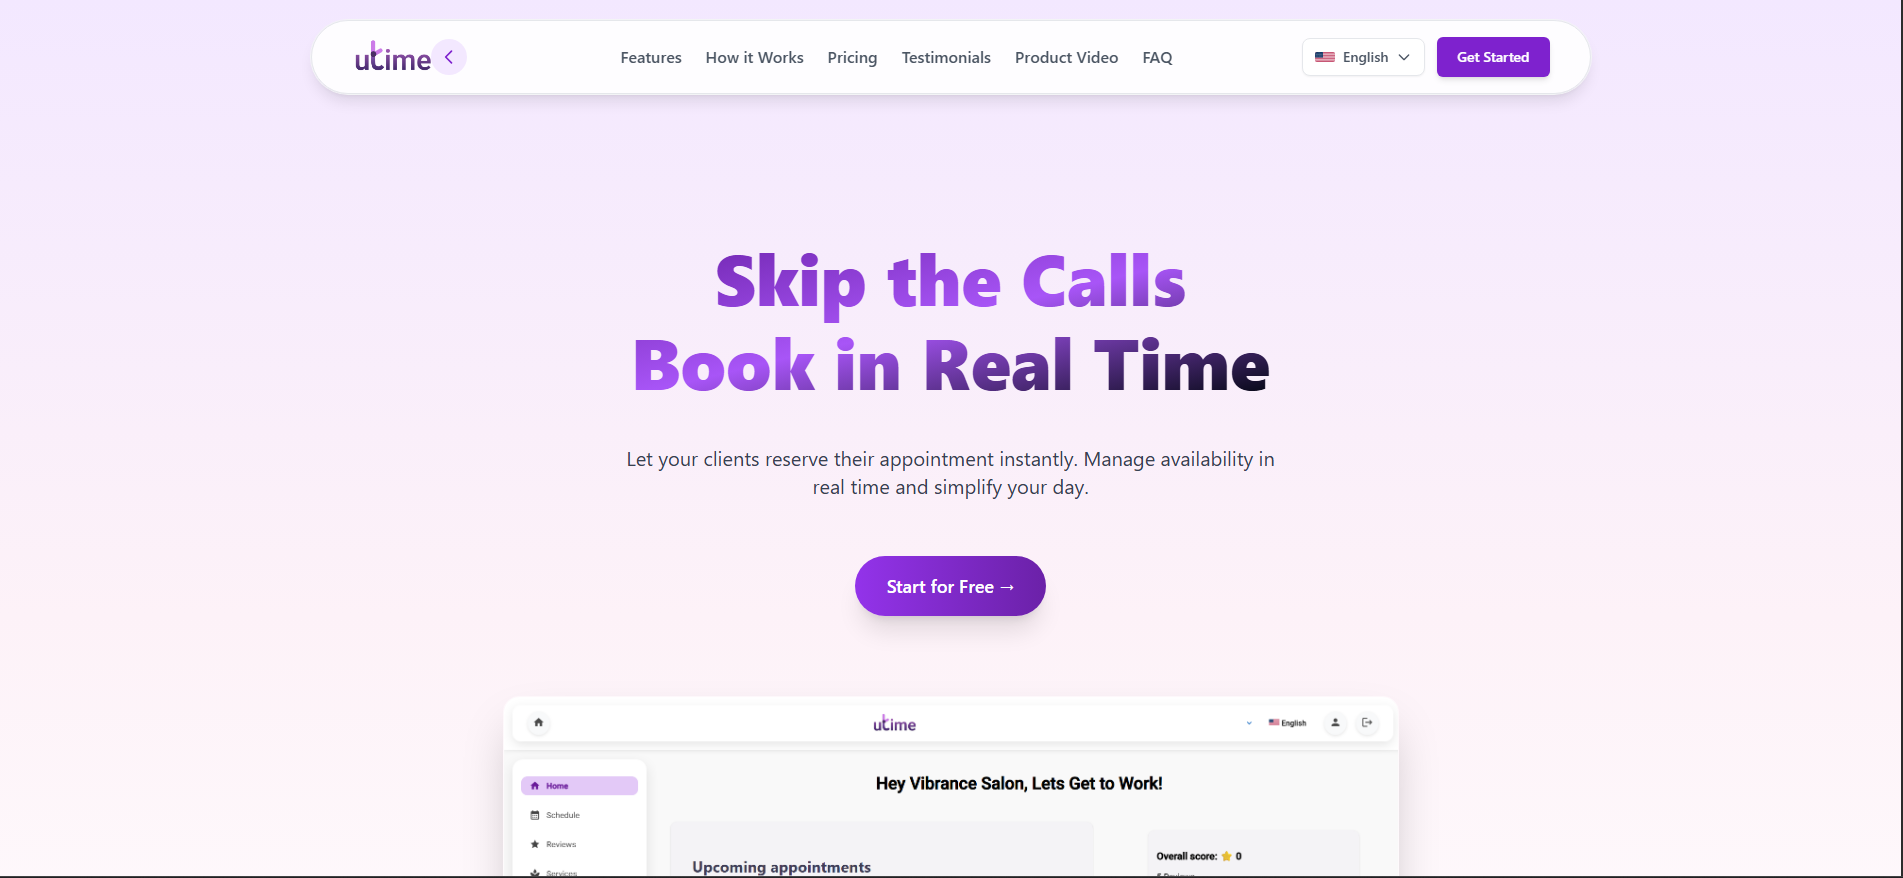 utime
Features
How it Works
Pricing
Testimonials
Product Video
FAQ
English
Get Started
Skip the Calls
Book in Real Time
Let your clients reserve their appointment instantly. Manage availability in
real time and simplify your day.
Start for Free →
utime
English
Hey Vibrance Salon, Lets Get to Work!
Home
Schedule
Reviews
Services
Upcoming appointments
Overall score: ⭐ 0